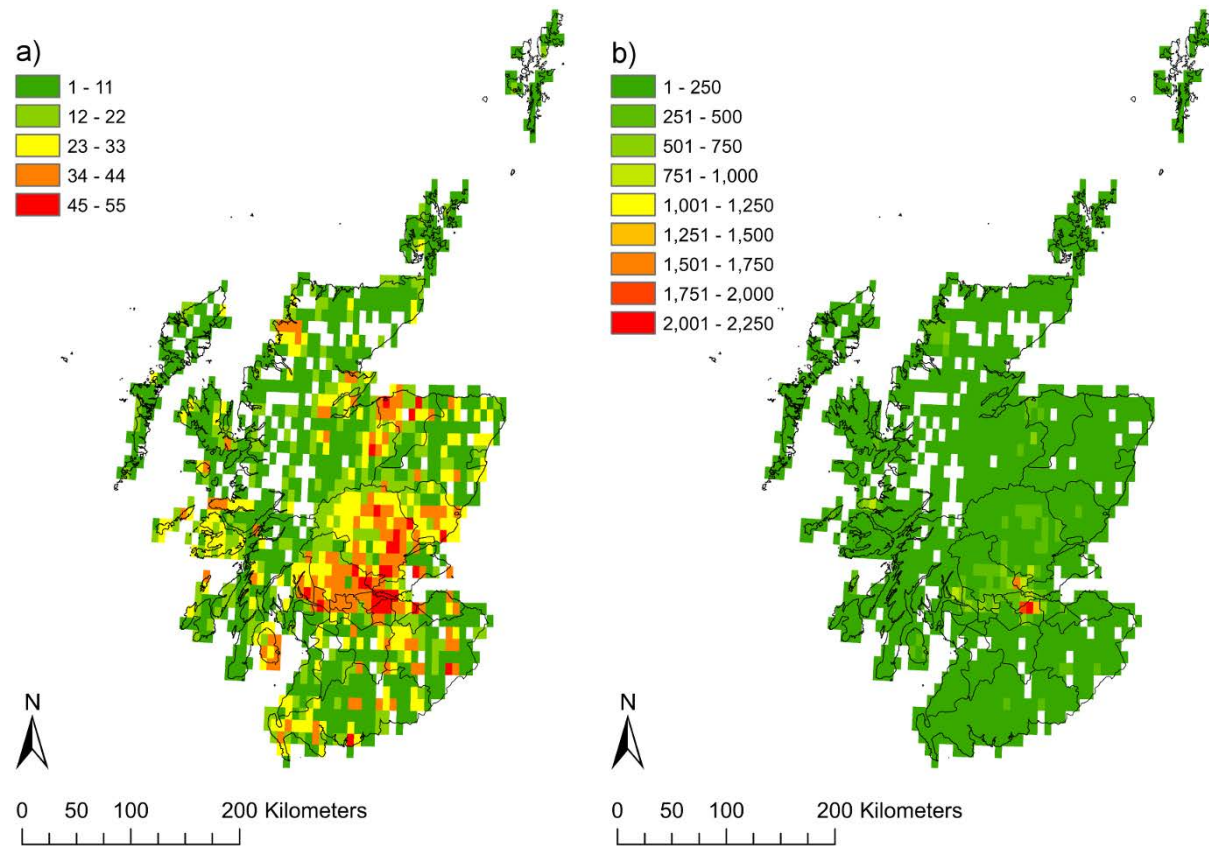 a)
1 - 11
12 - 22
23 - 33
34 - 44
45 - 55
N
0 50 100 200 Kilometers
b)
1 - 250
251 - 500
501 - 750
751 - 1,000
1,001 - 1,250
1,251 - 1,500
1,501 - 1,750
1,751 - 2,000
2,001 - 2,250
N
0 50 100 200 Kilometers